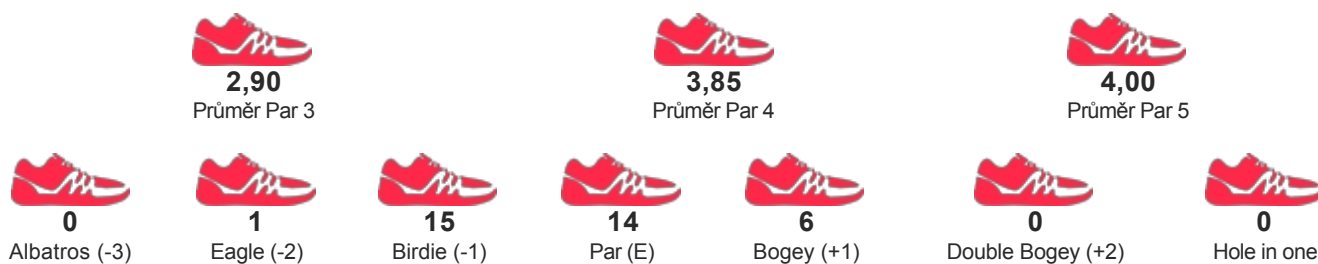 2,90 3,85 4,00
Průměr Par 3 Průměr Par 4 Průměr Par 5
0 1 15 14 6 0 0
Albatros (-3) Eagle (-2) Birdie (-1) Par (E) Bogey (+1) Double Bogey (+2) Hole in one